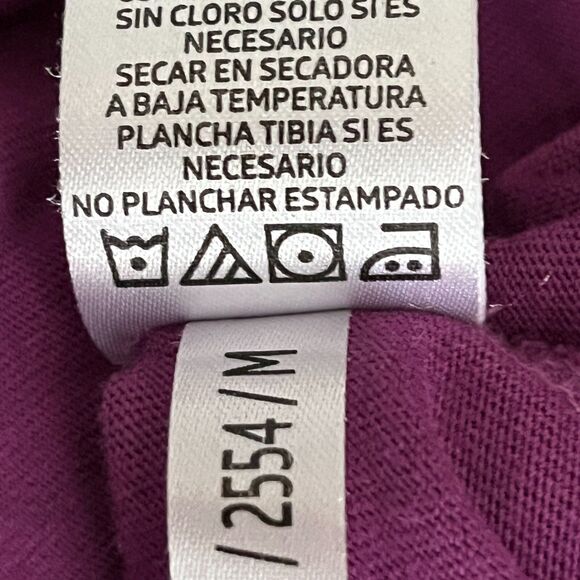 SIN CLORO SOLO SI ES
NECESARIO
SECAR EN SECADORA
A BAJA TEMPERATURA
PLANCHA TIBIA SI ES
NECESARIO
NO PLANCHAR ESTAMPADO
/ 2554 / M